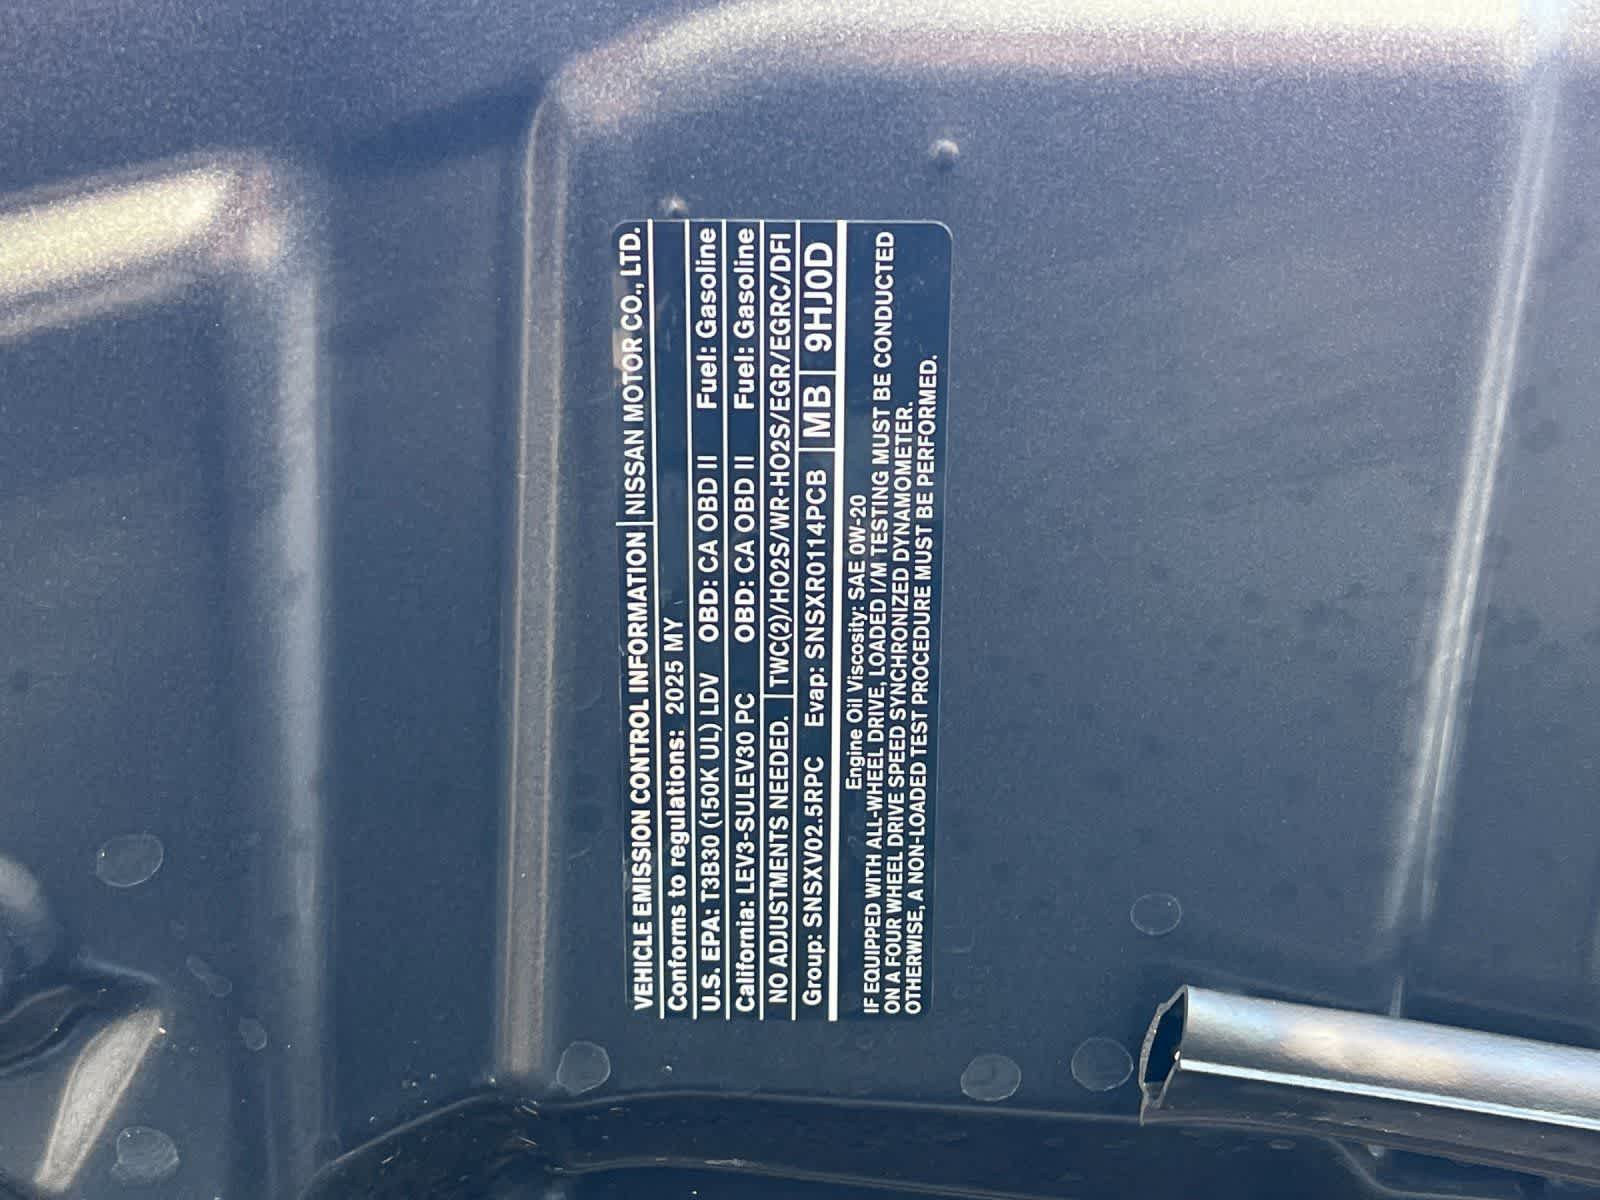 VEHICLE EMISSION CONTROL INFORMATION NISSAN MOTOR CO., LTD.
Conforms to regulations: 2025 MY
U.S. EPA: T3B30 (150K UL) LDV OBD: CA OBD II Fuel: Gasoline
California: LEV3-SULEV30 PC OBD: CA OBD II Fuel: Gasoline
NO ADJUSTMENTS NEEDED. TWC(2)/HO2S/WR-HO2S/EGR/EGRC/DFI
Group: SNSXV02.5RPC Evap: SNSXR0114PCB MB 9HJ0D
Engine Oil Viscosity: SAE 0W-20
IF EQUIPPED WITH ALL-WHEEL DRIVE, LOADED I/M TESTING MUST BE CONDUCTED
ON A FOUR WHEEL DRIVE SPEED SYNCHRONIZED DYNAMOMETER.
OTHERWISE, A NON-LOADED TEST PROCEDURE MUST BE PERFORMED.